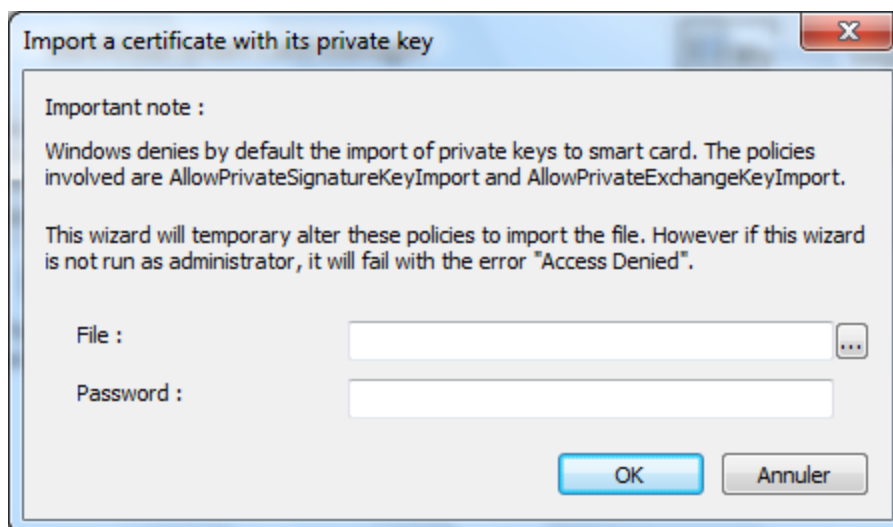 Import a certificate with its private key
Important note :
Windows denies by default the import of private keys to smart card. The policies
involved are AllowPrivateSignatureKeyImport and AllowPrivateExchangeKeyImport.
This wizard will temporary alter these policies to import the file. However if this wizard
is not run as administrator, it will fail with the error "Access Denied".
File :
...
Password :
OK
Annuler